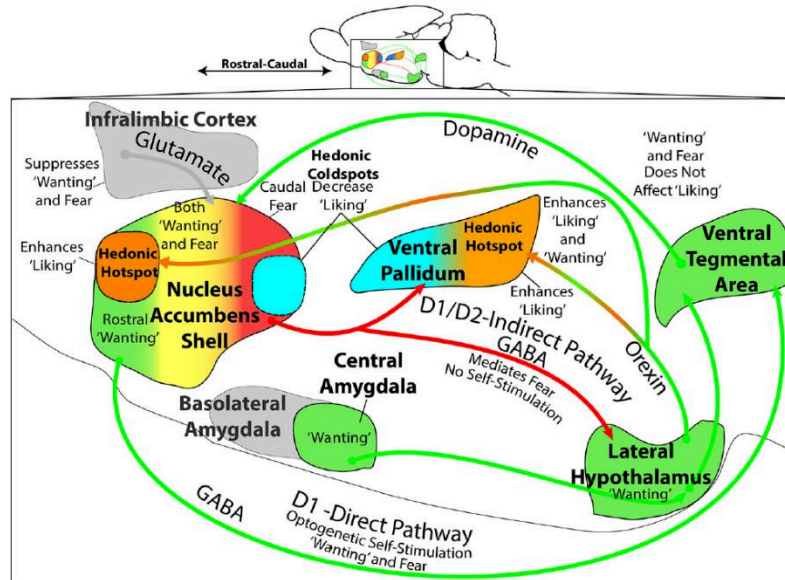 Rostral-Caudal
Infralimbic Cortex
Glutamate
Suppresses
'Wanting'
and Fear
Both
'Wanting'
and Fear
Caudal
Fear
Hedonic
Coldspots
Decrease
'Liking'
Dopamine
'Wanting'
and Fear
Does Not
Affect 'Liking'
Enhances
'Liking'
Hedonic
Hotspot
Nucleus
Accumbens
Shell
Rostral
'Wanting'
Ventral
Pallidum
Hedonic
Hotspot
Enhances
'Liking'
and
'Wanting'
Enhances
'Liking'
Ventral
Tegmental
Area
D1/D2-Indirect Pathway
GABA
Mediates Fear
No Self-Stimulation
Orexin
Central
Amygdala
Basolateral
Amygdala
'Wanting'
Lateral
Hypothalamus
'Wanting'
GABA
D1 -Direct Pathway
Optogenetic Self-Stimulation
'Wanting' and Fear